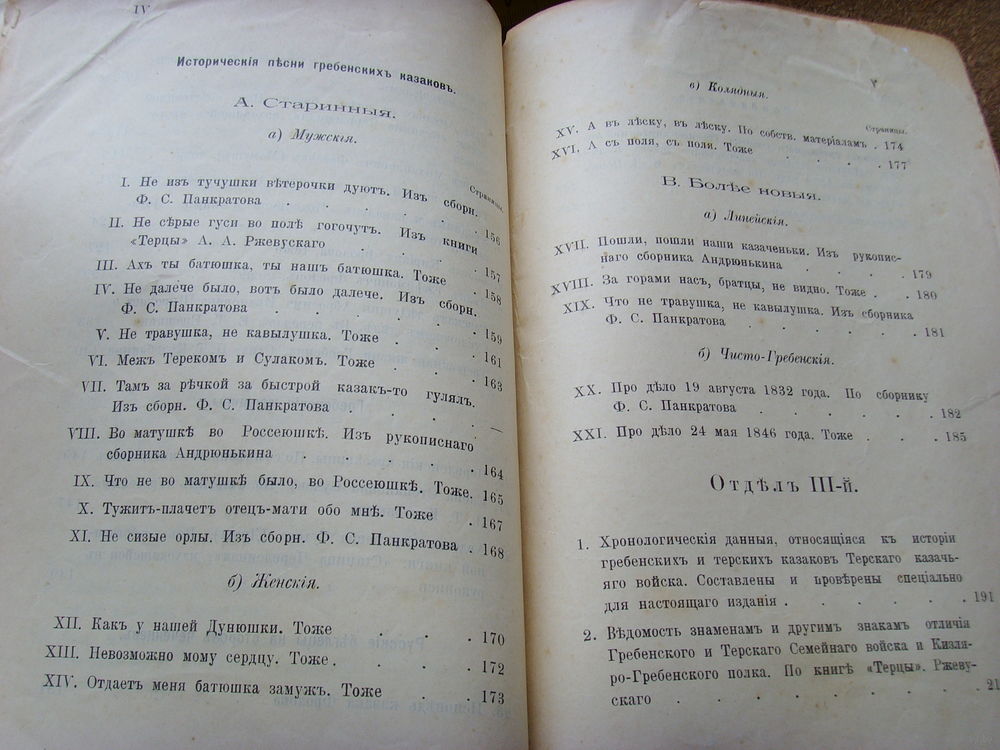 IV
Историческія пѣсни гребенскихъ казаковъ.
А. Старинныя.
а) Мужскія.
Страницы.
I. Не изъ тучушки вѣтерочки дуютъ. Изъ сборн.
Ф. С. Панкратова . . . . . . 156
II. Не сѣрые гуси во полѣ гогочутъ. Изъ книги
«Терцы» А. А. Ржевускаго . . . . 157
III. Ахъ ты батюшка, ты нашъ батюшка. Тоже . 158
IV. Не далече было, вотъ было далече. Изъ сборн.
Ф. С. Панкратова . . . . . . 159
V. Не травушка, не кавылушка. Тоже . . . 161
VI. Межъ Терекомъ и Сулакомъ. Тоже . . . 163
VII. Тамъ за рѣчкой за быстрой казакъ-то гулялъ.
Изъ сборн. Ф. С. Панкратова . . . . —
VIII. Во матушкѣ во Россеюшкѣ. Изъ рукописнаго
сборника Андрюнькина . . . . . 164
IX. Что не во матушкѣ было, во Россеюшкѣ. Тоже. 165
X. Тужитъ-плачетъ отецъ-мати обо мнѣ. Тоже . 167
XI. Не сизые орлы. Изъ сборн. Ф. С. Панкратова . 168
б) Женскія.
XII. Какъ у нашей Дунюшки. Тоже . . . 170
XIII. Невозможно мому сердцу. Тоже . . . . 172
XIV. Отдаетъ меня батюшка замужъ. Тоже . . 173
V
в) Колядныя.
Страницы.
XV. А въ лѣску, въ лѣску. По собств. матеріаламъ . 174
XVI. А съ поля, съ поля. Тоже . . . . 177
В. Болѣе новыя.
а) Линейскія.
XVII. Пошли, пошли наши казаченьки. Изъ рукопис-
наго сборника Андрюнькина . . . . 179
XVIII. За горами насъ, братцы, не видно. Тоже . . 180
XIX. Что не травушка, не кавылушка. Изъ сборника
Ф. С. Панкратова . . . . . . 181
б) Чисто-Гребенскія.
XX. Про дѣло 19 августа 1832 года. По сборнику
Ф. С. Панкратова . . . . . . 182
XXI. Про дѣло 24 мая 1846 года. Тоже . . . 185
Отдѣлъ III-й.
1. Хронологическія данныя, относящіяся къ исторіи
гребенскихъ и терскихъ казаковъ Терскаго казачь-
яго войска. Составлены и провѣрены спеціально
для настоящаго изданія . . . . . . 191
2. Вѣдомость знаменамъ и другимъ знакамъ отличія
Гребенского и Терскаго Семейнаго войска и Кизля-
ро-Гребенского полка. По книгѣ «Терцы». Ржеву-
скаго . . . . . . . . 21